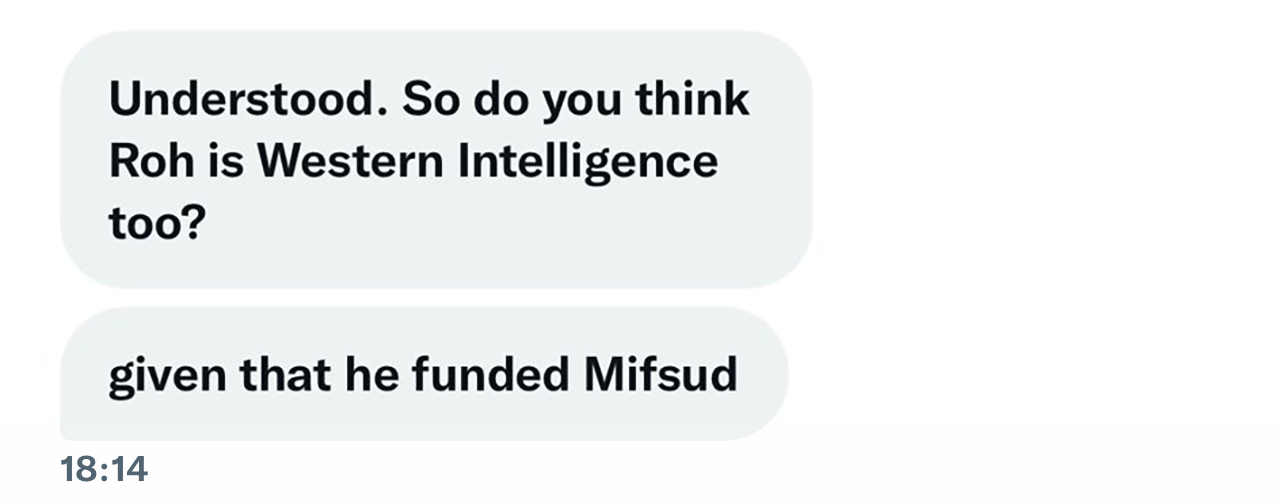 Understood. So do you think
Roh is Western Intelligence
too?
given that he funded Mifsud
18:14